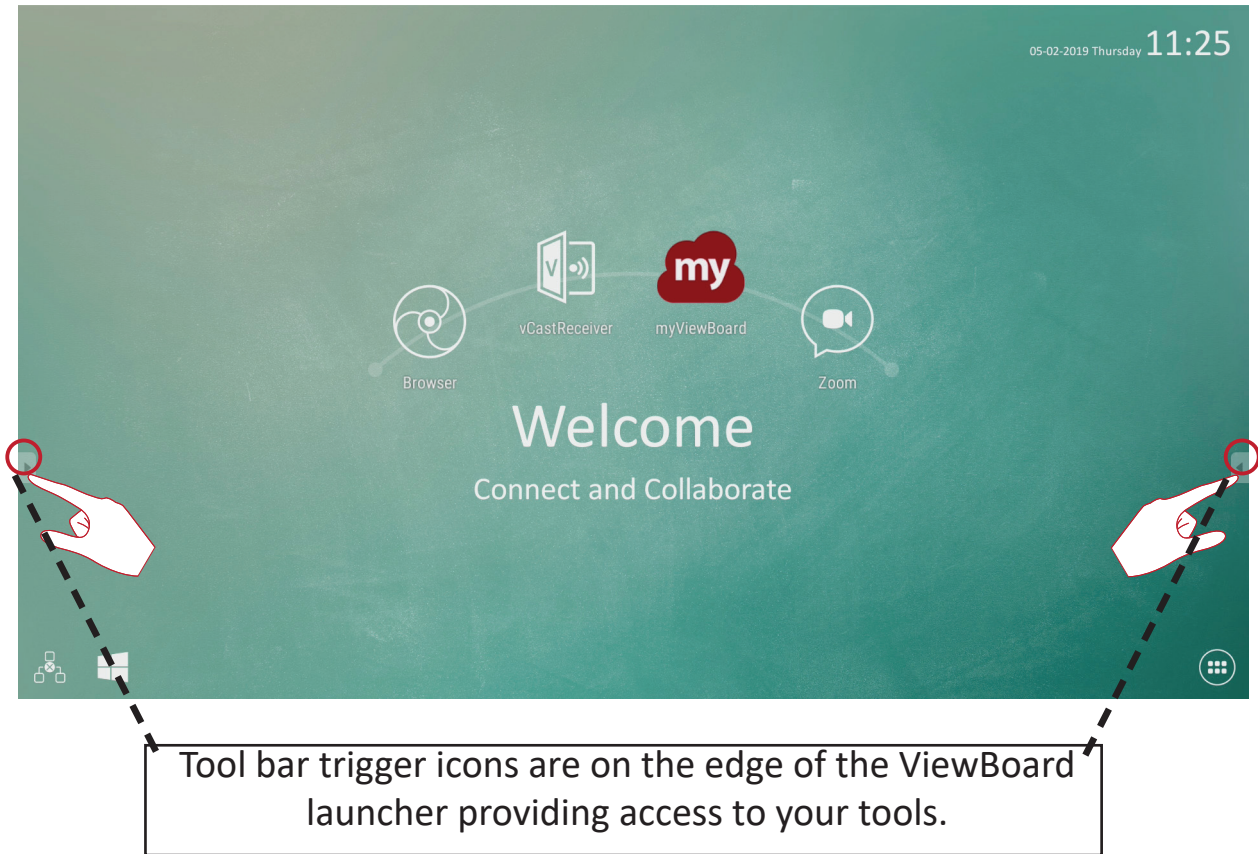 05-02-2019 Thursday 11:25
V
my
vCastReceiver
myViewBoard
Browser
Zoom
Welcome
Connect and Collaborate
Tool bar trigger icons are on the edge of the ViewBoard
launcher providing access to your tools.